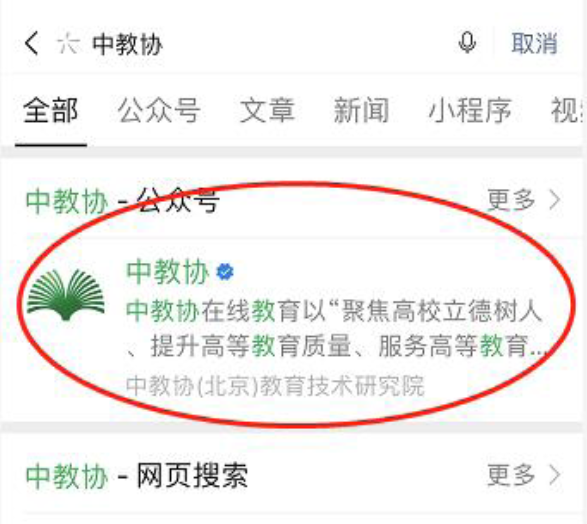 中教协
取消
全部 公众号 文章 新闻 小程序
中教协 - 公众号 更多
中教协
中教协在线教育以“聚焦高校立德树人
、提升高等教育质量、服务高等教育...
中教协(北京)教育技术研究院
中教协 - 网页搜索 更多